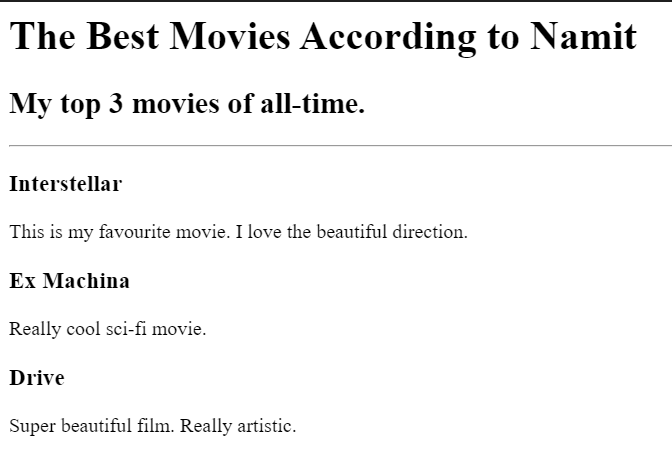 The Best Movies According to Namit
My top 3 movies of all-time.
Interstellar
This is my favourite movie. I love the beautiful direction.
Ex Machina
Really cool sci-fi movie.
Drive
Super beautiful film. Really artistic.